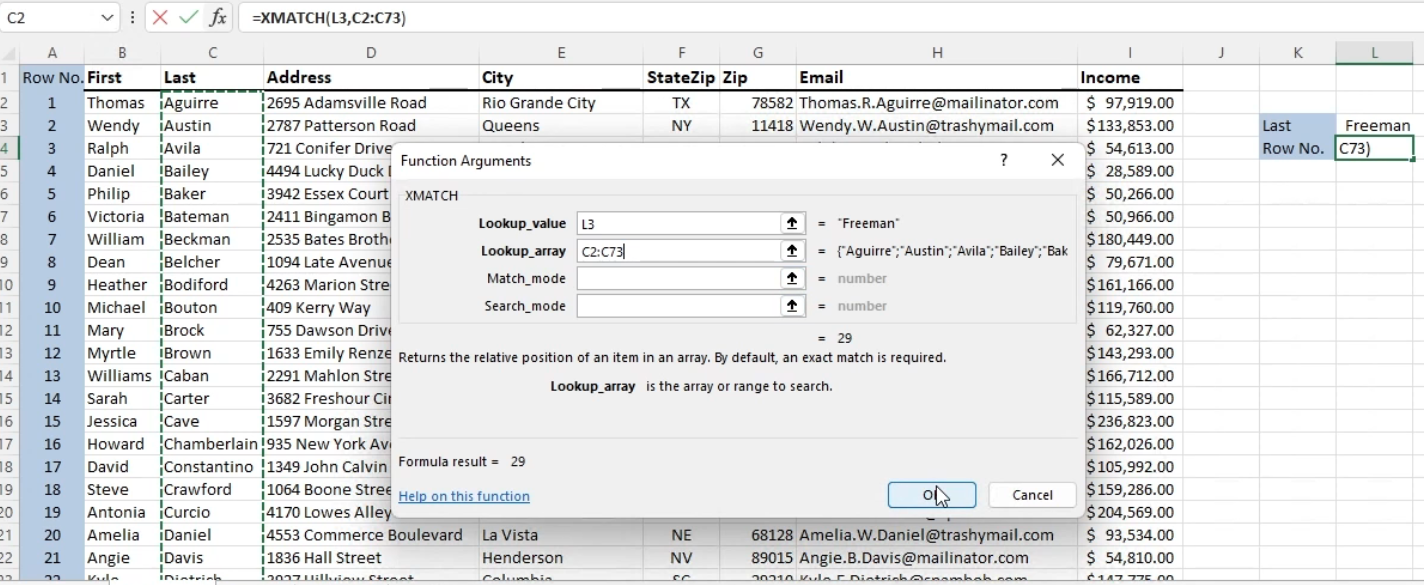 C2 fx =XMATCH(L3,C2:C73)
A B C D E F G H I J K L
1 Row No. First Last Address City StateZip Zip Email Income
2 1 Thomas Aguirre 2695 Adamsville Road Rio Grande City TX 78582 Thomas.R.Aguirre@mailinator.com $ 97,919.00
3 2 Wendy Austin 2787 Patterson Road Queens NY 11418 Wendy.W.Austin@trashymail.com $133,853.00 Last Freeman
4 3 Ralph Avila 721 Conifer Drive $ 54,613.00 Row No. C73)
5 4 Daniel Bailey 4494 Lucky Duck $ 28,589.00
6 5 Philip Baker 3942 Essex Court $ 50,266.00
7 6 Victoria Bateman 2411 Bingamon B $ 50,966.00
8 7 William Beckman 2535 Bates Broth $180,449.00
9 8 Dean Belcher 1094 Late Avenue $ 79,671.00
10 9 Heather Bodiford 4263 Marion Stre $161,166.00
11 10 Michael Bouton 409 Kerry Way $119,760.00
12 11 Mary Brock 755 Dawson Drive $ 62,327.00
13 12 Myrtle Brown 1633 Emily Renze $143,293.00
14 13 Williams Caban 2291 Mahlon Stre $166,712.00
15 14 Sarah Carter 3682 Freshour Cir $115,589.00
16 15 Jessica Cave 1597 Morgan Stre $236,823.00
17 16 Howard Chamberlain 935 New York Av $162,026.00
18 17 David Constantino 1349 John Calvin $105,992.00
19 18 Steve Crawford 1064 Boone Stree $159,286.00
20 19 Antonia Curcio 4170 Lowes Alley $204,569.00
21 20 Amelia Daniel 4553 Commerce Boulevard La Vista NE 68128 Amelia.W.Daniel@trashymail.com $ 93,534.00
22 21 Angie Davis 1836 Hall Street Henderson NV 89015 Angie.B.Davis@mailinator.com $ 54,810.00
Function Arguments ?
XMATCH
Lookup_value L3 = "Freeman"
Lookup_array C2:C73 = {"Aguirre";"Austin";"Avila";"Bailey";"Bak
Match_mode = number
Search_mode = number
= 29
Returns the relative position of an item in an array. By default, an exact match is required.
Lookup_array is the array or range to search.
Formula result = 29
Help on this function
OK Cancel